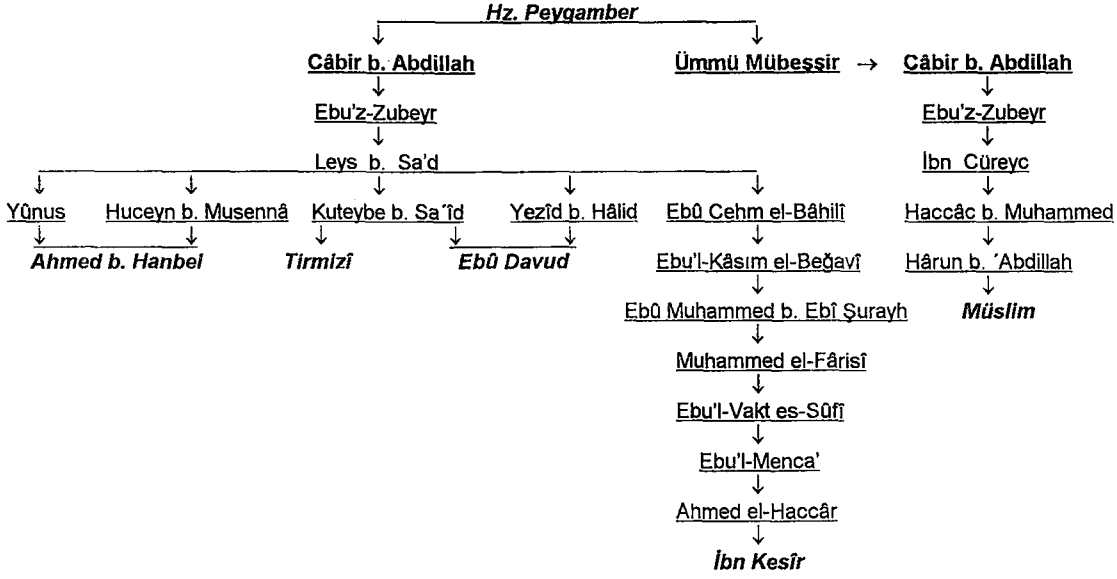 Hz. Peygamber
Câbir b. Abdillah Ümmü Mübeşşir → Câbir b. Abdillah
Ebu'z-Zubeyr Ebu'z-Zubeyr
Leys b. Sa'd İbn Cüreyc
Yûnus Huceyn b. Musennâ Kuteybe b. Sa´îd Yezîd b. Hâlid Ebû Cehm el-Bâhilî Haccâc b. Muhammed
Ahmed b. Hanbel Tirmizî Ebû Davud Ebu'l-Kâsım el-Beğavî Hârun b. ´Abdillah
Ebû Muhammed b. Ebî Şurayh Müslim
Muhammed el-Fârisî
Ebu'l-Vakt es-Sûfî
Ebu'l-Menca'
Ahmed el-Haccâr
İbn Kesîr